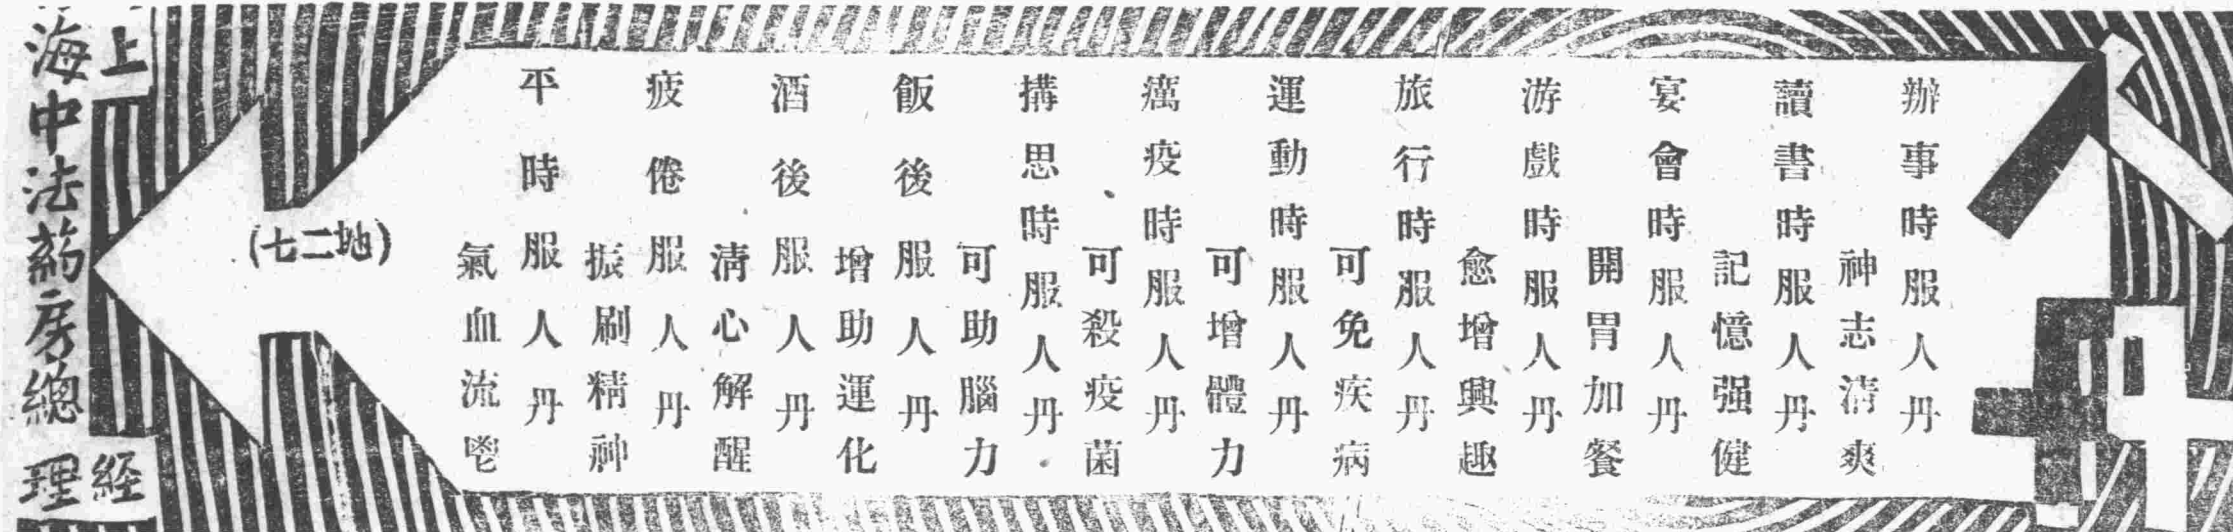 辦事時服人丹
神志清爽
讀書時服人丹
記憶强健
宴會時服人丹
開胃加餐
游戲時服人丹
愈增興趣
旅行時服人丹
可免疾病
運動時服人丹
可增體力
癘疫時服人丹
可殺疫菌
搆思時服人丹
可助腦力
飯後服人丹
增助運化
酒後服人丹
清心解醒
疲倦服人丹
振刷精神
平時服人丹
氣血流鬯
(七二地)
上海中法葯房總經理